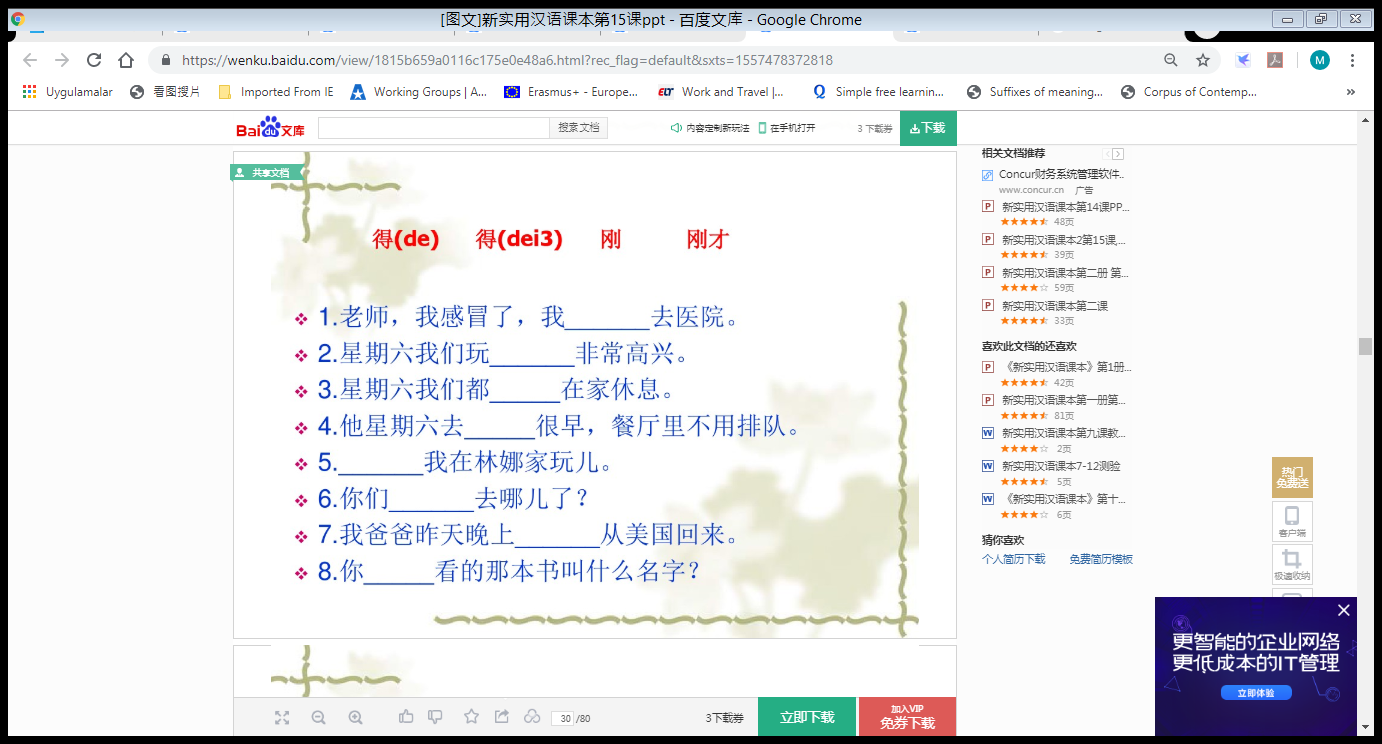 [图文]新实用汉语课本第15课ppt - 百度文库 - Google Chrome
https://wenku.baidu.com/view/1815b659a0116c175e0e48a6.html?rec_flag=default&sxts=1557478372818
M
Uygulamalar 看图搜片 Imported From IE Working Groups | A... Erasmus+ - Europe... ELT Work and Travel |... Q Simple free learnin... Suffixes of meaning... Corpus of Contemp... »
Baidu文库 搜索文档 内容定制新玩法 在手机打开 3 下载券 下载
共享文档
得(de) 得(dei3) 刚 刚才
1.老师，我感冒了，我______去医院。
2.星期六我们玩______非常高兴。
3.星期六我们都_____在家休息。
4.他星期六去_____很早，餐厅里不用排队。
5.______我在林娜家玩儿。
6.你们______去哪儿了？
7.我爸爸昨天晚上______从美国回来。
8.你_____看的那本书叫什么名字？
相关文档推荐
Concur财务系统管理软件..
www.concur.cn 广告
新实用汉语课本第14课PP...
48页
新实用汉语课本2第15课,...
39页
新实用汉语课本第二册 第...
59页
新实用汉语课本第二课
33页
喜欢此文档的还喜欢
《新实用汉语课本》第1册...
42页
新实用汉语课本第一册第...
81页
新实用汉语课本第九课教...
2页
新实用汉语课本7-12测验
5页
《新实用汉语课本》第十...
6页
猜你喜欢
个人简历下载 免费简历模板
热门
免费送
客户端
极速收纳
更智能的企业网络
更低成本的IT管理
立即体验
30 /80 3下载券 立即下载
加入VIP
免券下载